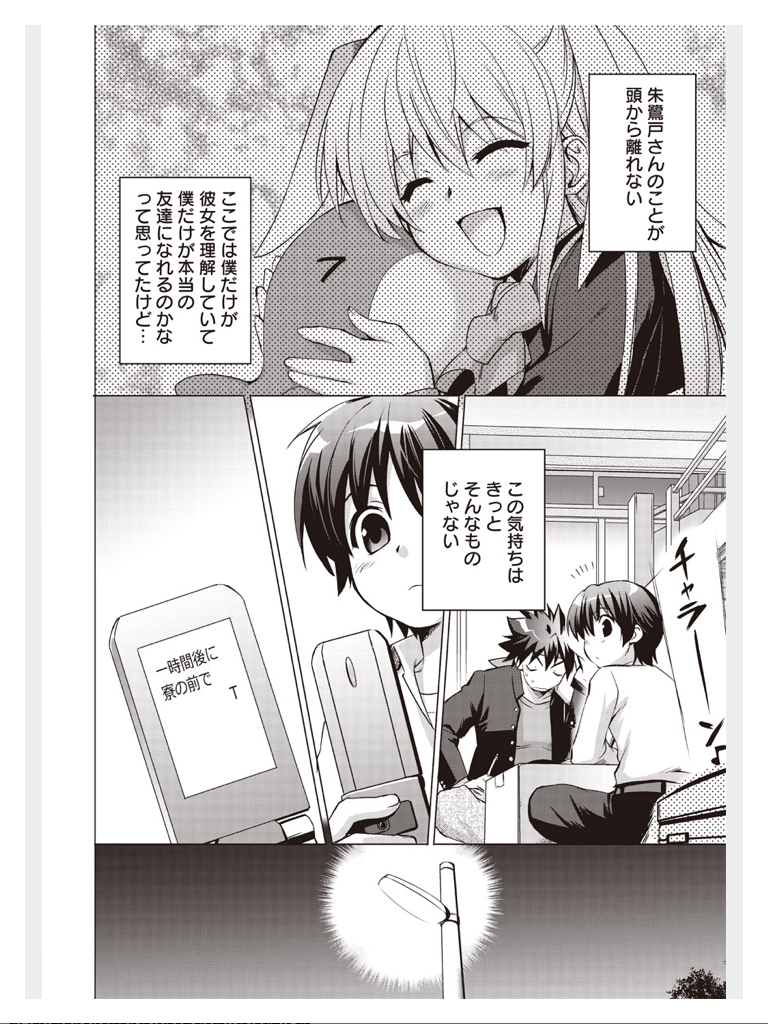 朱鷺戸さんのことが
頭から離れない
ここでは僕だけが
彼女を理解していて
僕だけが本当の
友達になれるのかな
って思ってたけど…
チャラーン♪
この気持ちは
きっと
そんなもの
じゃない
一時間後に
寮の前で
T